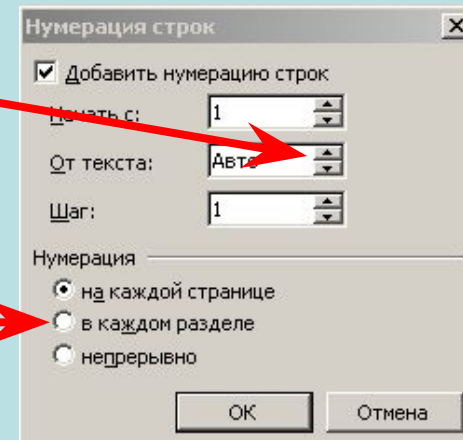 Нумерация строк
Добавить нумерацию строк
Начать с: 1
От текста: Авто
Шаг: 1
Нумерация
на каждой странице
в каждом разделе
непрерывно
ОК Отмена